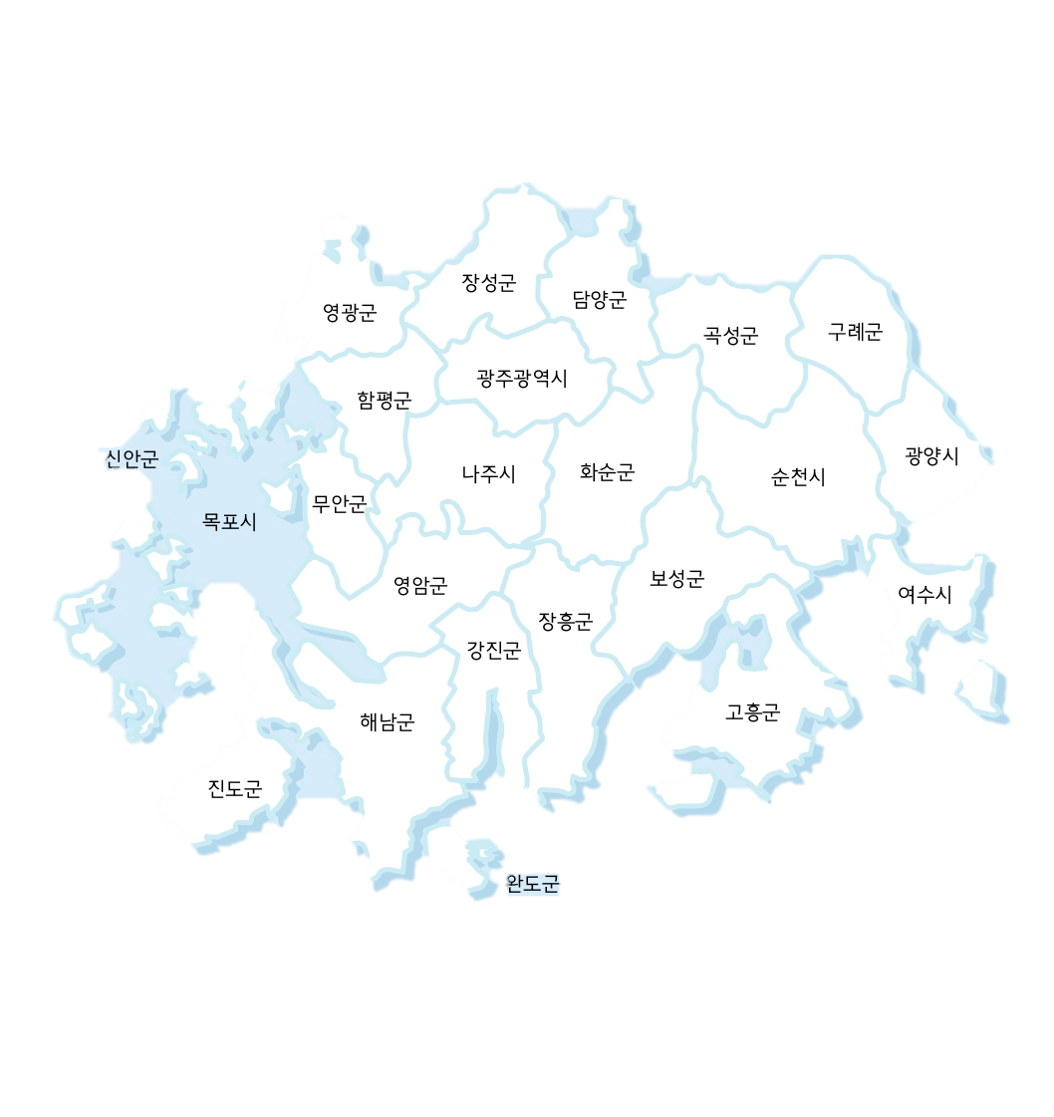 장성군
담양군
영광군
곡성군
구례군
광주광역시
함평군
신안군
나주시
화순군
순천시
광양시
무안군
목포시
영암군
보성군
여수시
장흥군
강진군
해남군
고흥군
진도군
완도군